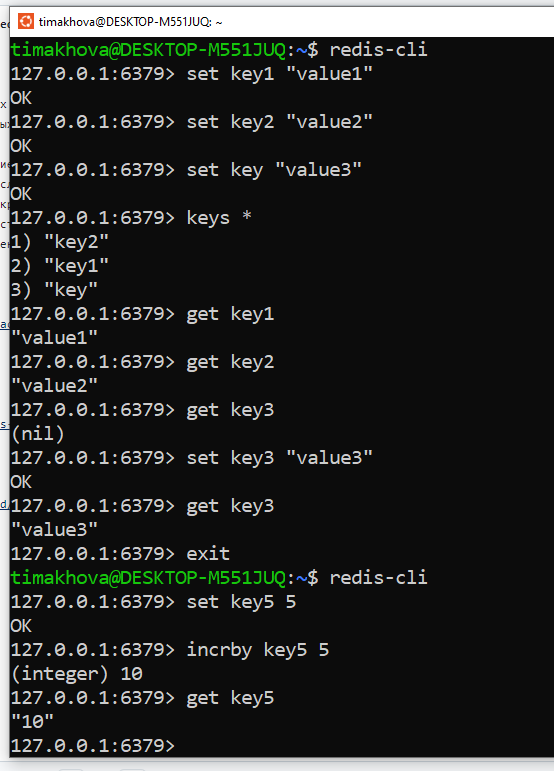 timakhova@DESKTOP-M551JUQ: ~
timakhova@DESKTOP-M551JUQ:~$ redis-cli
127.0.0.1:6379> set key1 "value1"
OK
127.0.0.1:6379> set key2 "value2"
OK
127.0.0.1:6379> set key "value3"
OK
127.0.0.1:6379> keys *
1) "key2"
2) "key1"
3) "key"
127.0.0.1:6379> get key1
"value1"
127.0.0.1:6379> get key2
"value2"
127.0.0.1:6379> get key3
(nil)
127.0.0.1:6379> set key3 "value3"
OK
127.0.0.1:6379> get key3
"value3"
127.0.0.1:6379> exit
timakhova@DESKTOP-M551JUQ:~$ redis-cli
127.0.0.1:6379> set key5 5
OK
127.0.0.1:6379> incrby key5 5
(integer) 10
127.0.0.1:6379> get key5
"10"
127.0.0.1:6379>